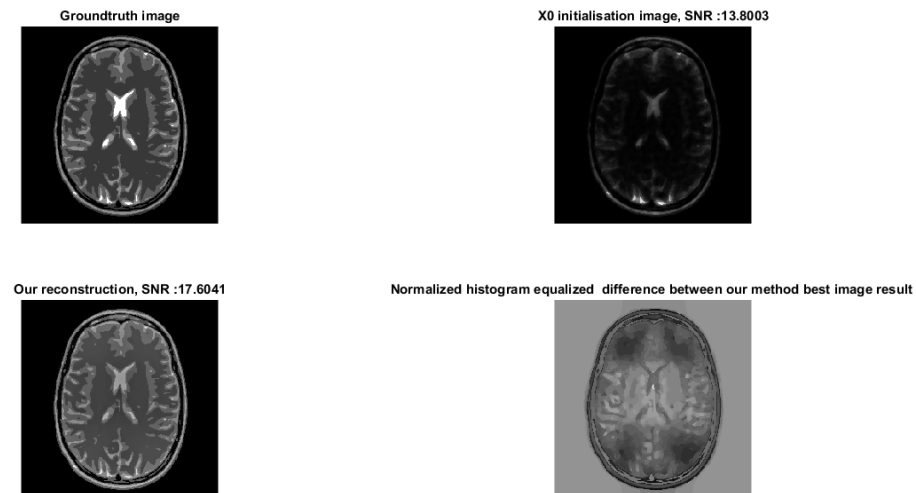 Groundtruth image
X0 initialisation image, SNR :13.8003
Our reconstruction, SNR :17.6041
Normalized histogram equalized  difference between our method best image result